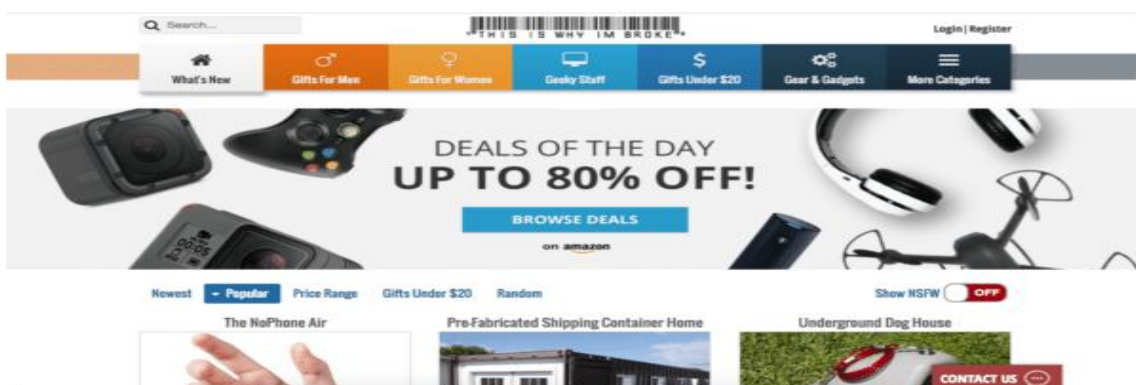 Search...
THIS IS WHY IM BROKE
Login | Register
What's New
Gifts For Men
Gifts For Women
Geeky Stuff
Gifts Under $20
Gear & Gadgets
More Categories
DEALS OF THE DAY
UP TO 80% OFF!
BROWSE DEALS
on amazon
00:05
Newest
Popular
Price Range
Gifts Under $20
Random
Show NSFW
OFF
The NoPhone Air
Pre-Fabricated Shipping Container Home
Underground Dog House
CONTACT US